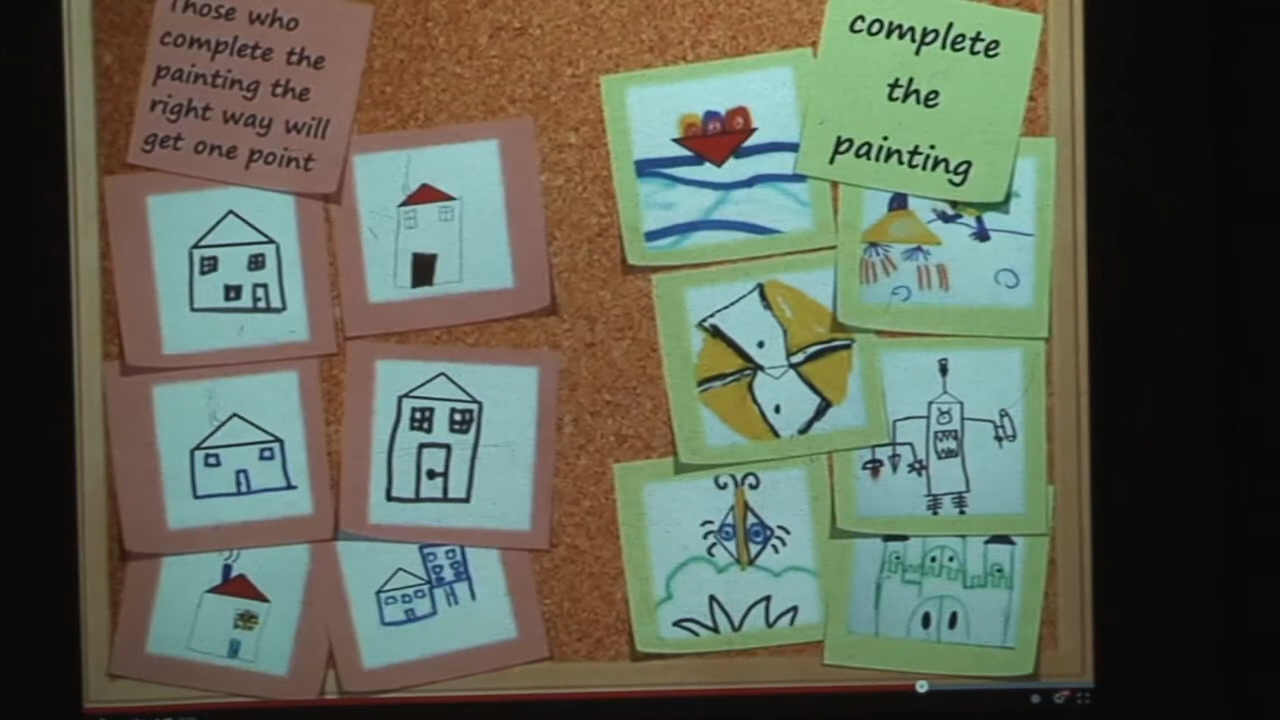 Those who
complete the
painting the
right way will
get one point
complete
the
painting